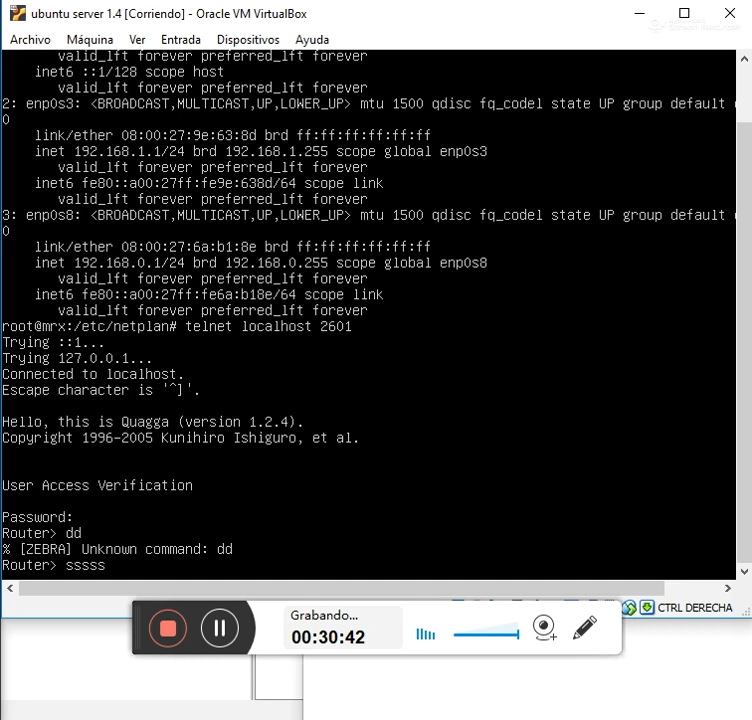 ubuntu server 1.4 [Corriendo] - Oracle VM VirtualBox
Archivo Máquina Ver Entrada Dispositivos Ayuda
valid_lft forever preferred_lft forever
inet6 ::1/128 scope host
valid_lft forever preferred_lft forever
2: enp0s3: <BROADCAST,MULTICAST,UP,LOWER_UP> mtu 1500 qdisc fq_codel state UP group default
0
link/ether 08:00:27:9e:63:8d brd ff:ff:ff:ff:ff:ff
inet 192.168.1.1/24 brd 192.168.1.255 scope global enp0s3
valid_lft forever preferred_lft forever
inet6 fe80::a00:27ff:fe9e:638d/64 scope link
valid_lft forever preferred_lft forever
3: enp0s8: <BROADCAST,MULTICAST,UP,LOWER_UP> mtu 1500 qdisc fq_codel state UP group default
0
link/ether 08:00:27:6a:b1:8e brd ff:ff:ff:ff:ff:ff
inet 192.168.0.1/24 brd 192.168.0.255 scope global enp0s8
valid_lft forever preferred_lft forever
inet6 fe80::a00:27ff:fe6a:b18e/64 scope link
valid_lft forever preferred_lft forever
root@mrx:/etc/netplan# telnet localhost 2601
Trying ::1...
Trying 127.0.0.1...
Connected to localhost.
Escape character is '^]'.
Hello, this is Quagga (version 1.2.4).
Copyright 1996-2005 Kunihiro Ishiguro, et al.
User Access Verification
Password:
Router> dd
% [ZEBRA] Unknown command: dd
Router> sssss
CTRL DERECHA
Grabando...
00:30:42